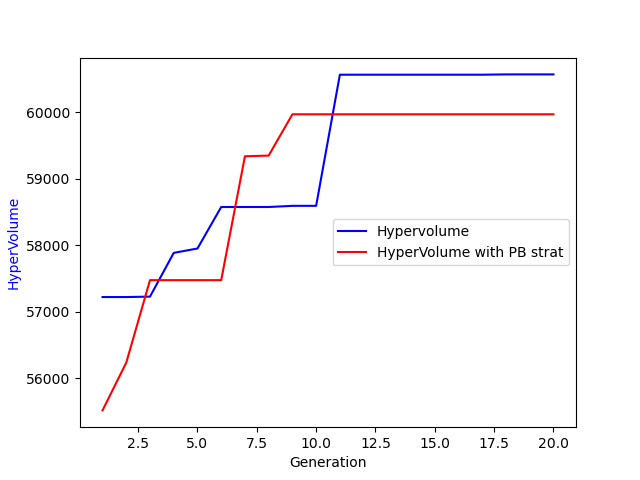 60000
59000
58000
57000
56000
HyperVolume
Hypervolume
HyperVolume with PB strat
2.5 5.0 7.5 10.0 12.5 15.0 17.5 20.0
Generation